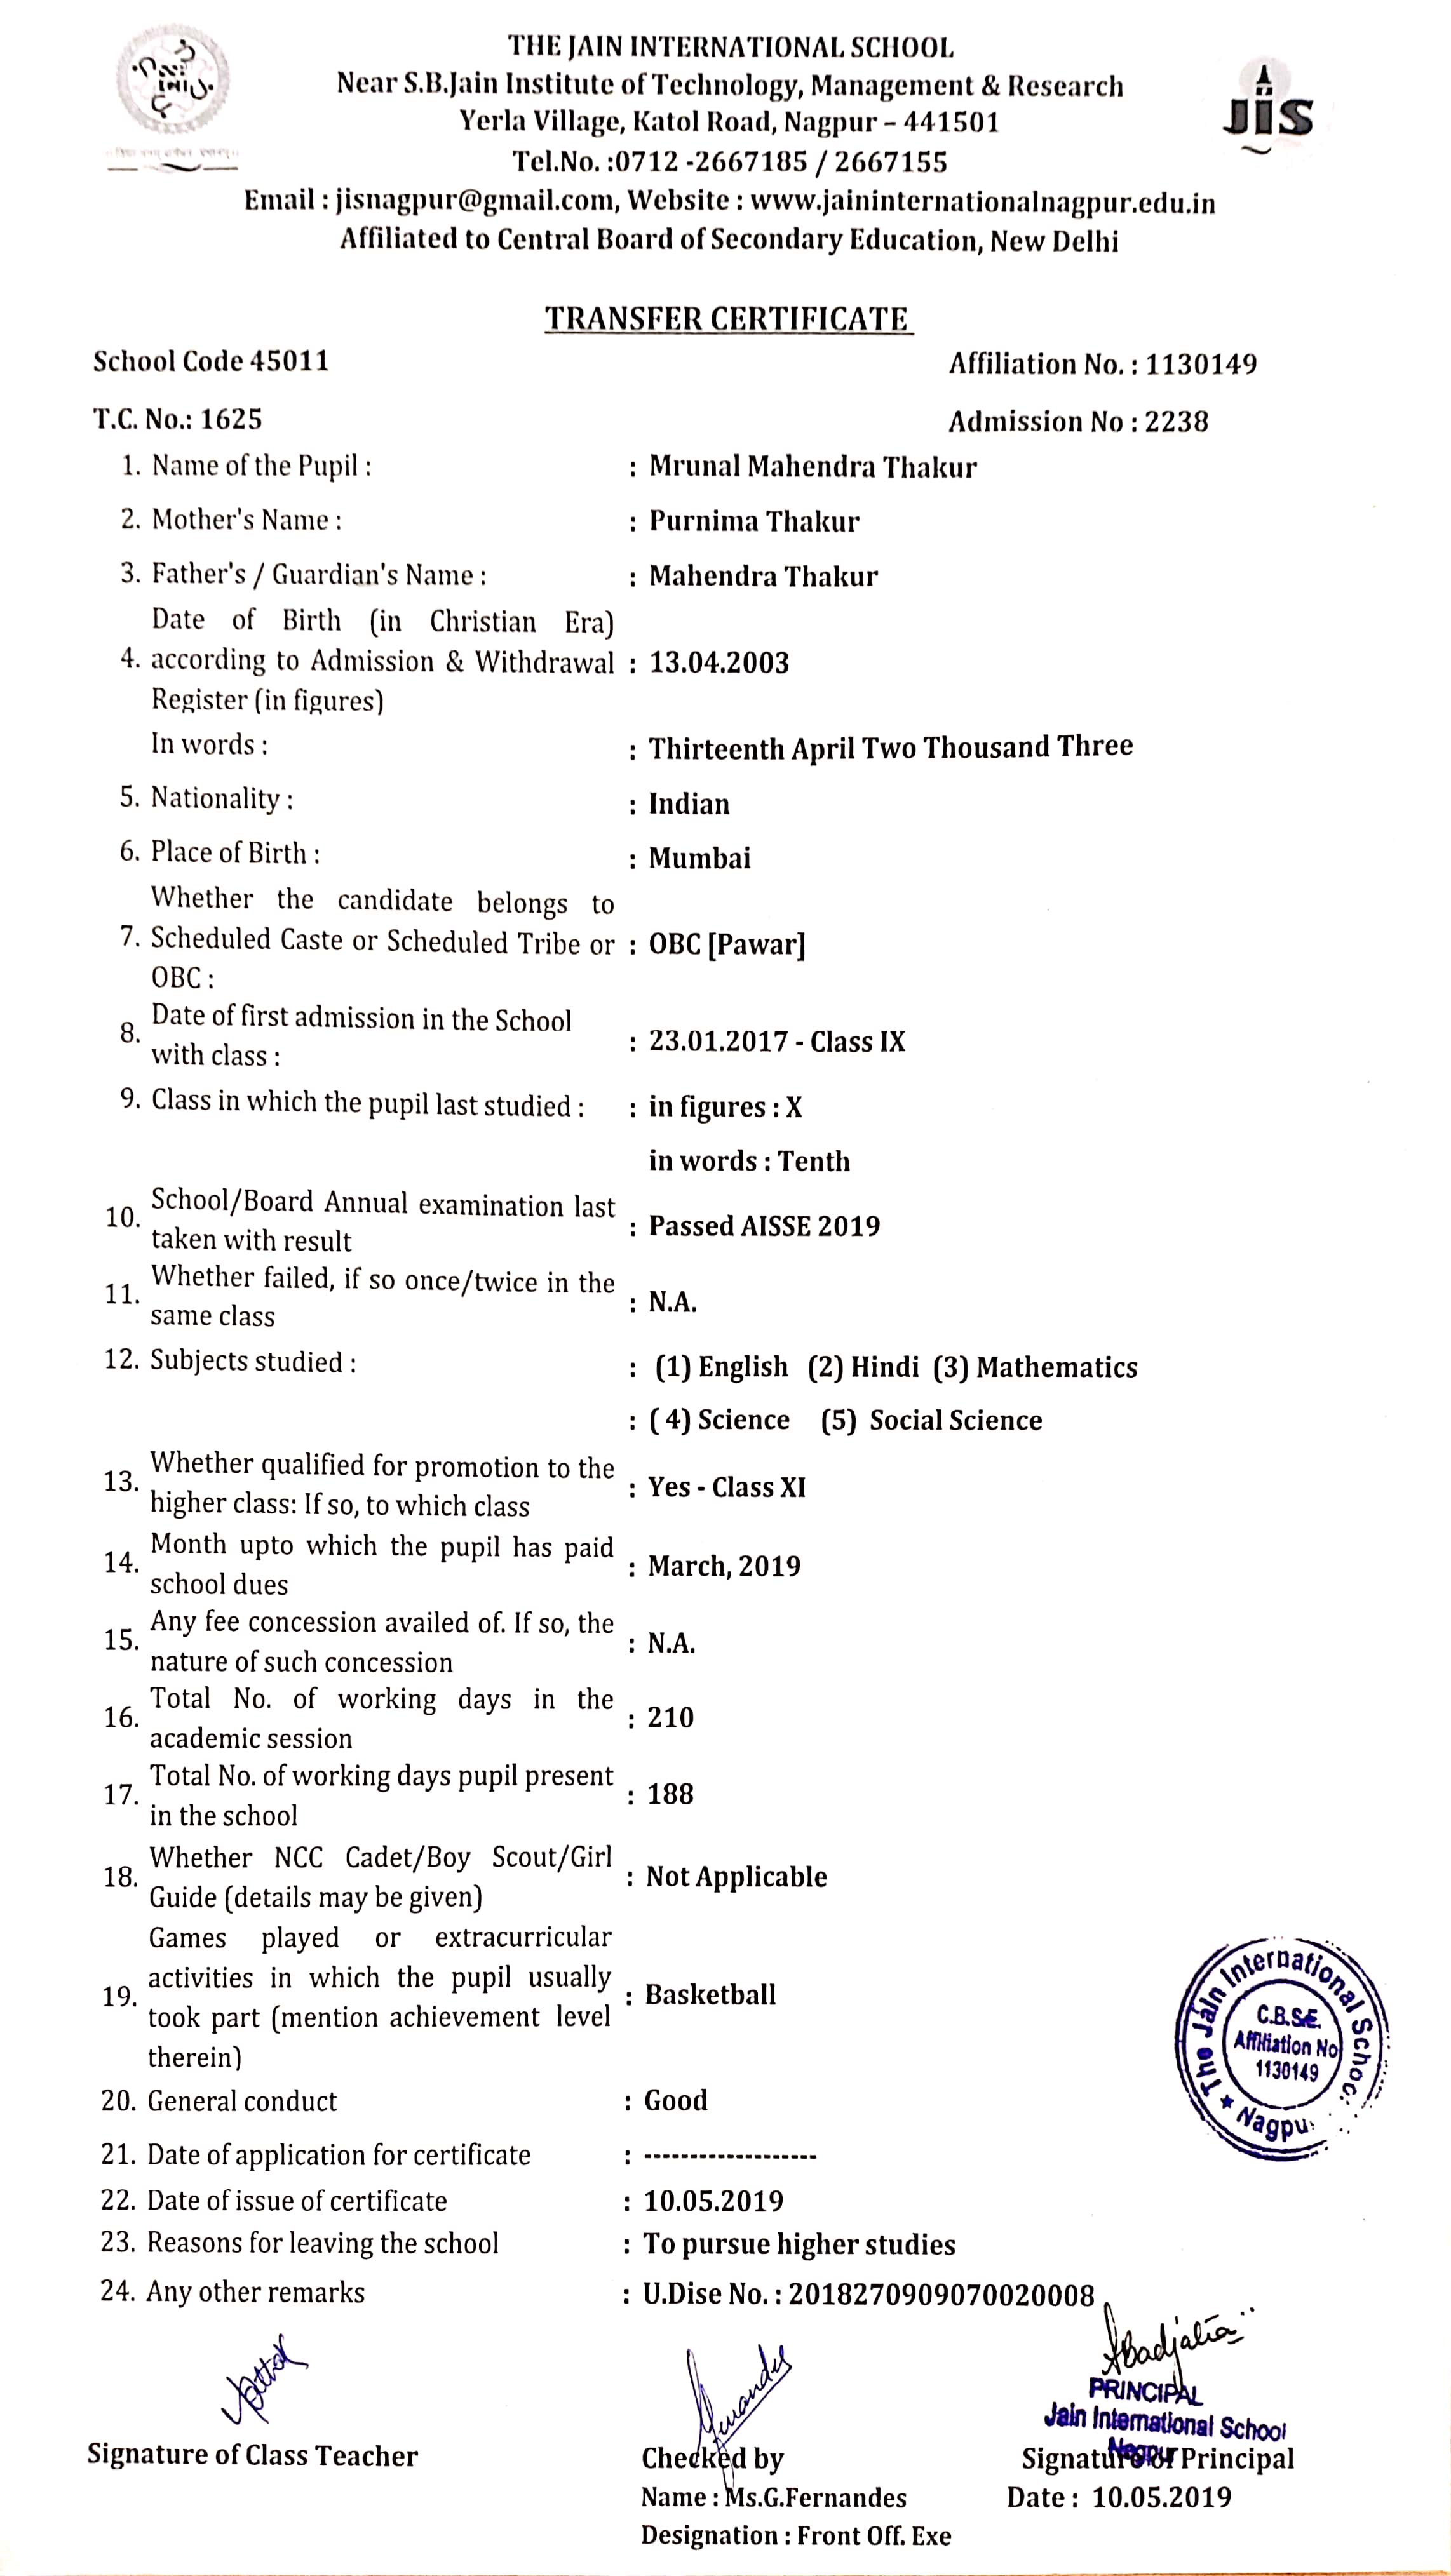 THE JAIN INTERNATIONAL SCHOOL
Near S.B.Jain Institute of Technology, Management & Research
Yerla Village, Katol Road, Nagpur – 441501
Tel.No. :0712 -2667185 / 2667155
Email : jisnagpur@gmail.com, Website : www.jaininternationalnagpur.edu.in
Affiliated to Central Board of Secondary Education, New Delhi
JIS
TRANSFER CERTIFICATE
School Code 45011 Affiliation No. : 1130149
T.C. No.: 1625 Admission No : 2238
1. Name of the Pupil : : Mrunal Mahendra Thakur
2. Mother's Name : : Purnima Thakur
3. Father's / Guardian's Name : : Mahendra Thakur
Date of Birth (in Christian Era)
4. according to Admission & Withdrawal : 13.04.2003
Register (in figures)
In words : : Thirteenth April Two Thousand Three
5. Nationality : : Indian
6. Place of Birth : : Mumbai
Whether the candidate belongs to
7. Scheduled Caste or Scheduled Tribe or : OBC [Pawar]
OBC :
8. Date of first admission in the School
with class : : 23.01.2017 - Class IX
9. Class in which the pupil last studied : : in figures : X
in words : Tenth
10. School/Board Annual examination last
taken with result : Passed AISSE 2019
11. Whether failed, if so once/twice in the
same class : N.A.
12. Subjects studied : : (1) English (2) Hindi (3) Mathematics
: ( 4) Science (5) Social Science
13. Whether qualified for promotion to the
higher class: If so, to which class : Yes - Class XI
14. Month upto which the pupil has paid
school dues : March, 2019
15. Any fee concession availed of. If so, the
nature of such concession : N.A.
16. Total No. of working days in the
academic session : 210
17. Total No. of working days pupil present
in the school : 188
18. Whether NCC Cadet/Boy Scout/Girl
Guide (details may be given) : Not Applicable
Games played or extracurricular
19. activities in which the pupil usually : Basketball
took part (mention achievement level
therein)
The Jain International School
C.B.S.E.
Affiliation No
1130149
★ Nagpu
20. General conduct : Good
21. Date of application for certificate : -------------------
22. Date of issue of certificate : 10.05.2019
23. Reasons for leaving the school : To pursue higher studies
24. Any other remarks : U.Dise No. : 2018270909070020008
PRINCIPAL
Jain International School
Nagpur
Signature of Class Teacher Checked by Signature of Principal
Name : Ms.G.Fernandes Date : 10.05.2019
Designation : Front Off. Exe